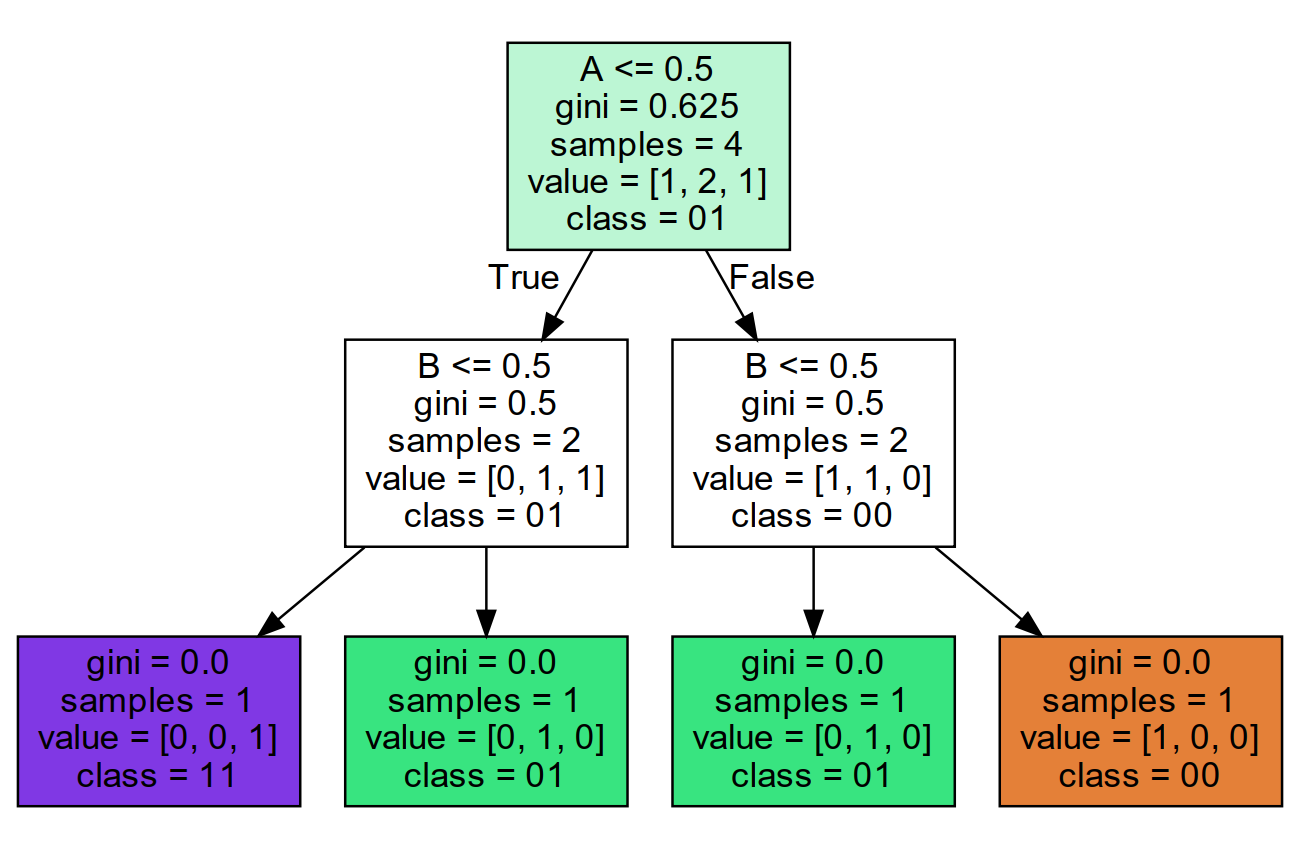 A <= 0.5
gini = 0.625
samples = 4
value = [1, 2, 1]
class = 01
True
False
B <= 0.5
gini = 0.5
samples = 2
value = [0, 1, 1]
class = 01
B <= 0.5
gini = 0.5
samples = 2
value = [1, 1, 0]
class = 00
gini = 0.0
samples = 1
value = [0, 0, 1]
class = 11
gini = 0.0
samples = 1
value = [0, 1, 0]
class = 01
gini = 0.0
samples = 1
value = [0, 1, 0]
class = 01
gini = 0.0
samples = 1
value = [1, 0, 0]
class = 00